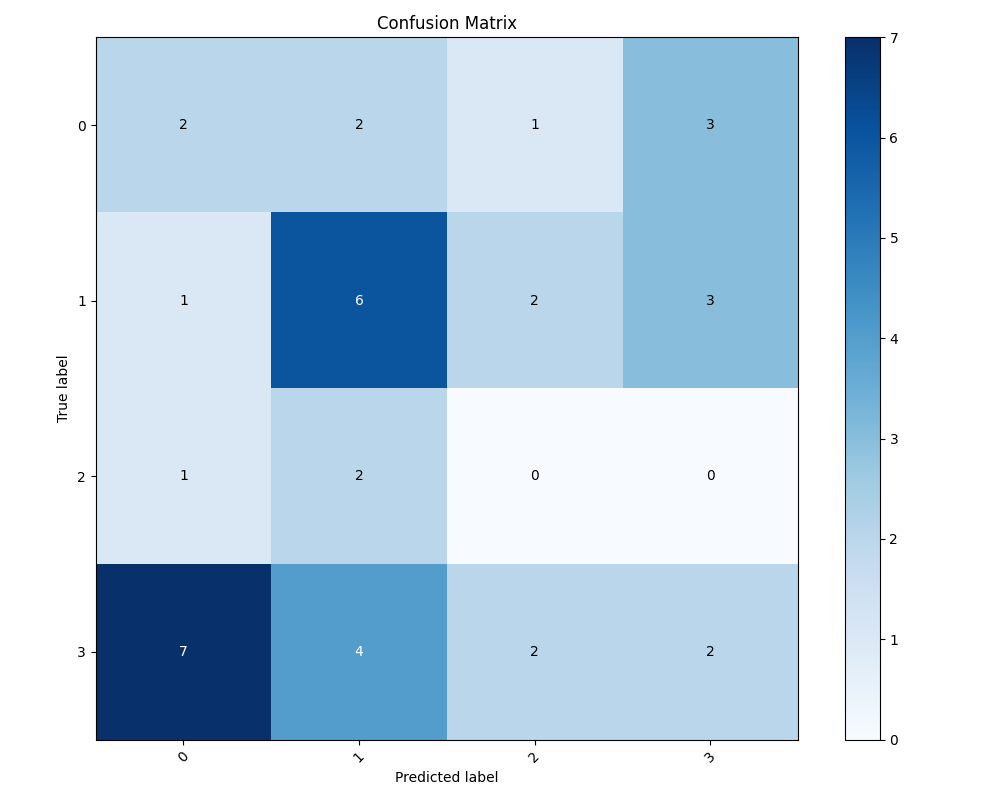 Confusion Matrix
0 2 2 1 3
1 1 6 2 3
2 1 2 0 0
3 7 4 2 2
0 1 2 3
Predicted label
True label
7
6
5
4
3
2
1
0